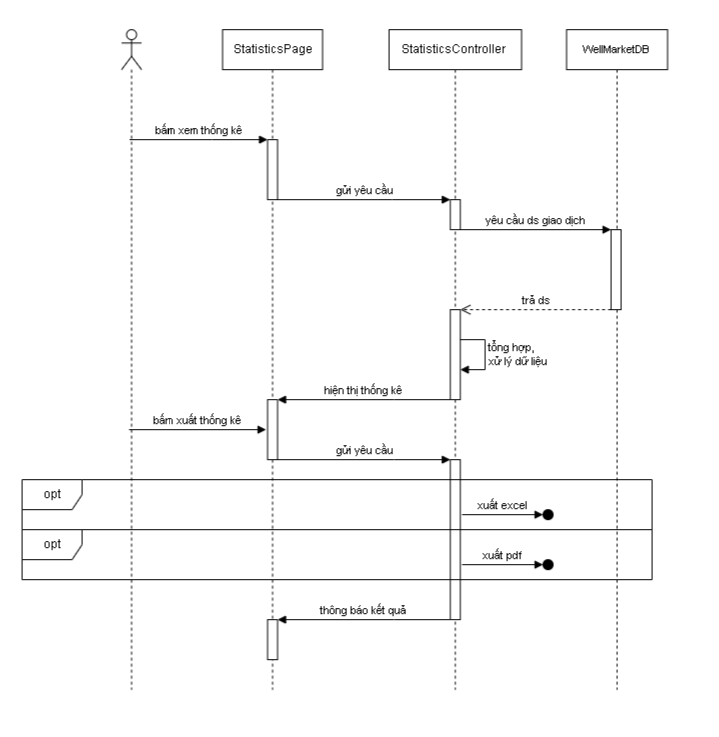 StatisticsPage
StatisticsController
WellMarketDB
bấm xem thống kê
gửi yêu cầu
yêu cầu ds giao dịch
trả ds
tổng hợp,
xử lý dữ liệu
hiện thị thống kê
bấm xuất thống kê
gửi yêu cầu
opt
xuất excel
opt
xuất pdf
thông báo kết quả